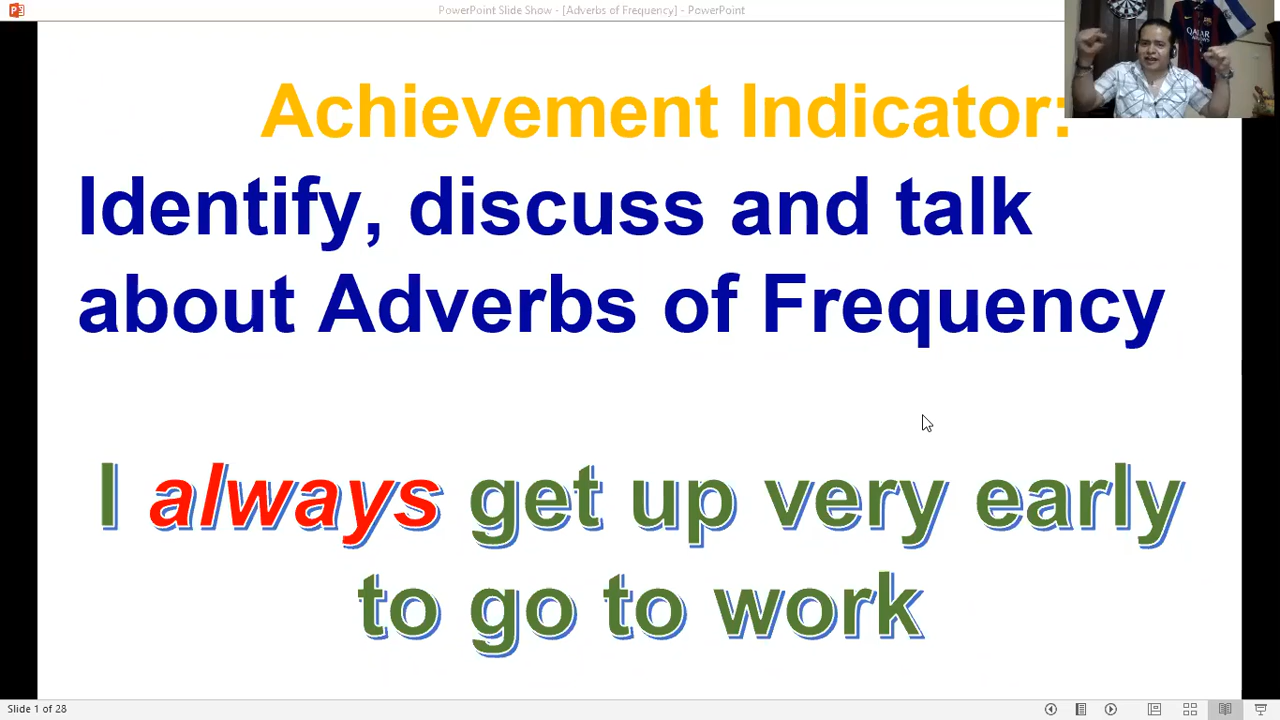 PowerPoint Slide Show - [Adverbs of Frequency] - PowerPoint
QATAR
Achievement Indicator:
Identify, discuss and talk
about Adverbs of Frequency
I always get up very early
to go to work
Slide 1 of 28